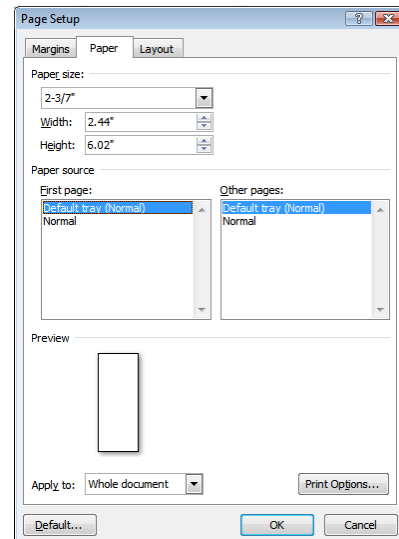 Page Setup
Margins Paper Layout
Paper size:
2-3/7"
Width: 2.44"
Height: 6.02"
Paper source
First page: Other pages:
Default tray (Normal) Default tray (Normal)
Normal Normal
Preview
Apply to: Whole document Print Options...
Default... OK Cancel